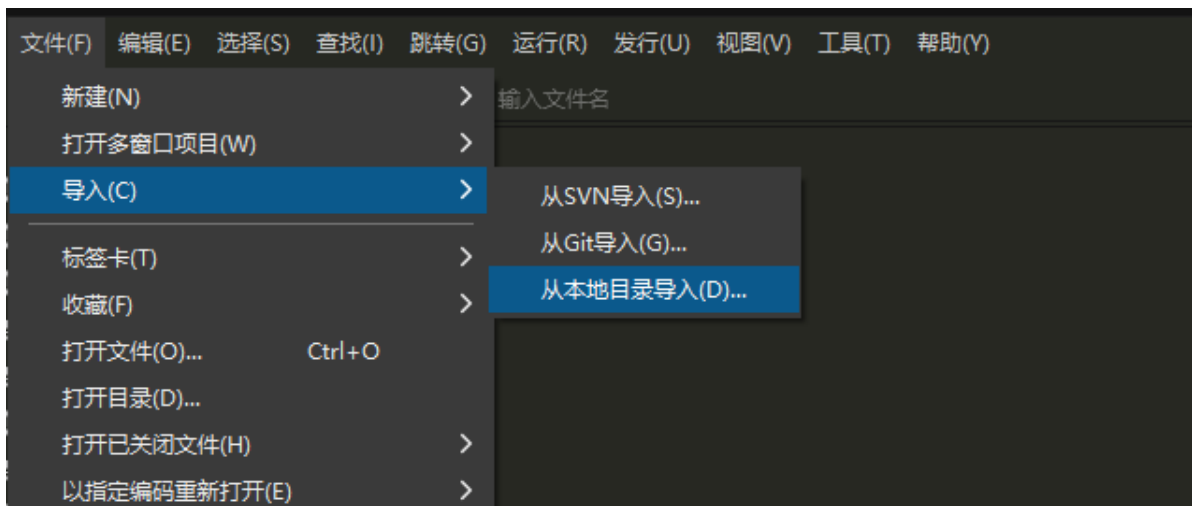 文件(F) 编辑(E) 选择(S) 查找(I) 跳转(G) 运行(R) 发行(U) 视图(V) 工具(T) 帮助(Y)
新建(N)
输入文件名
打开多窗口项目(W)
导入(C)
从SVN导入(S)...
从Git导入(G)...
从本地目录导入(D)...
标签卡(T)
收藏(F)
打开文件(O)... Ctrl+O
打开目录(D)...
打开已关闭文件(H)
以指定编码重新打开(E)